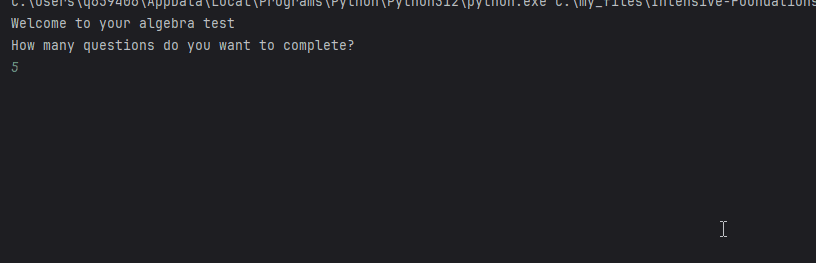 C:\Users\q839408\AppData\Local\Programs\Python\Python312\python.exe C:\my_files\Intensive-Foundations
Welcome to your algebra test
How many questions do you want to complete?
5